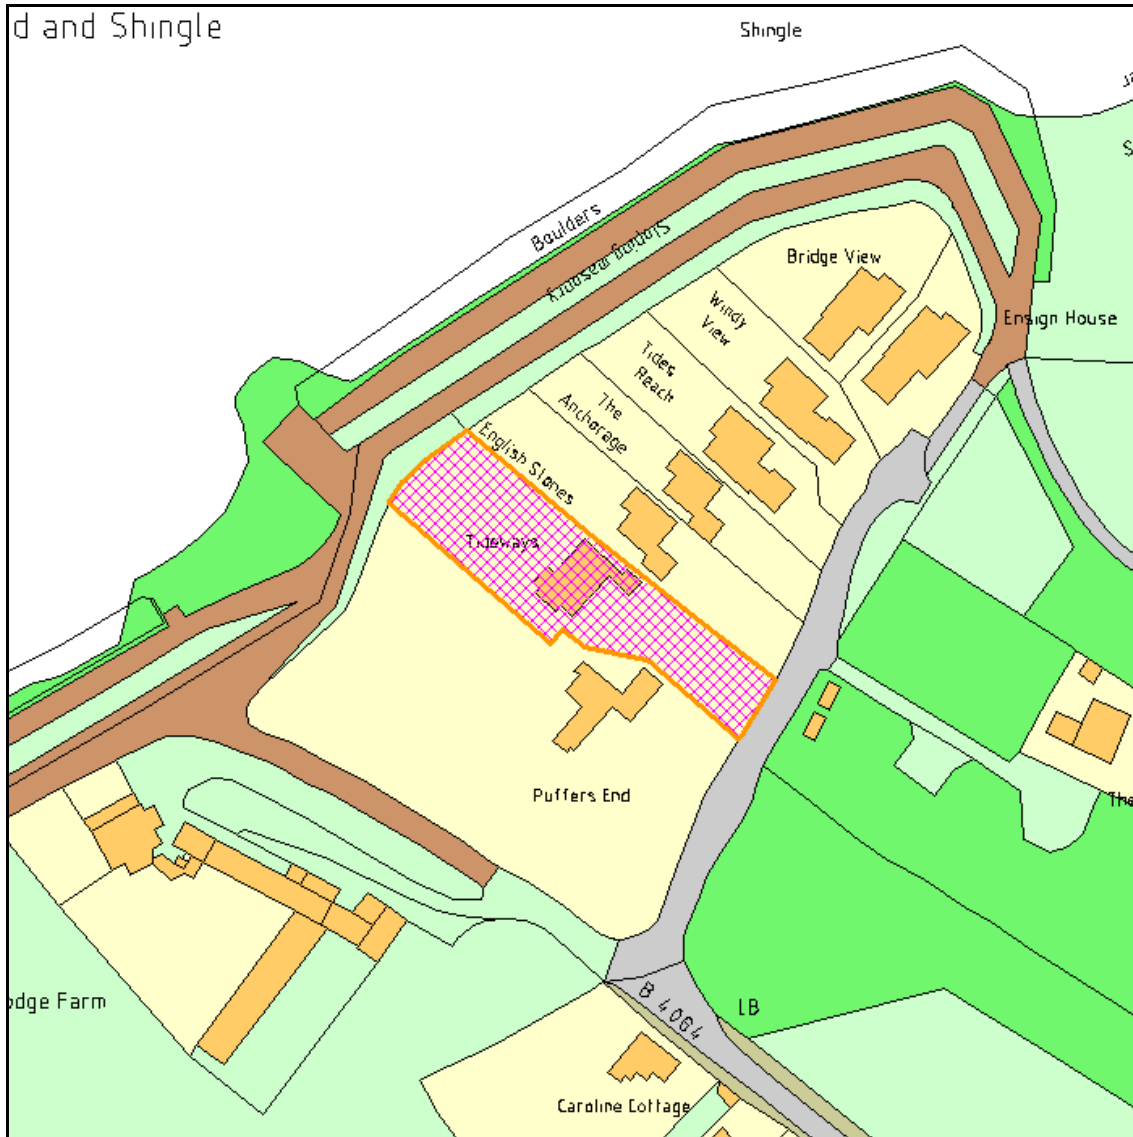 d and Shingle
Shingle
S
Boulders
Sloping masonry
Bridge View
Windy
View
Ensign House
Tides
Reach
The
Anchorage
English Stones
Tideways
Puffers End
The
odge Farm
B 4064
LB
Caroline Cottage